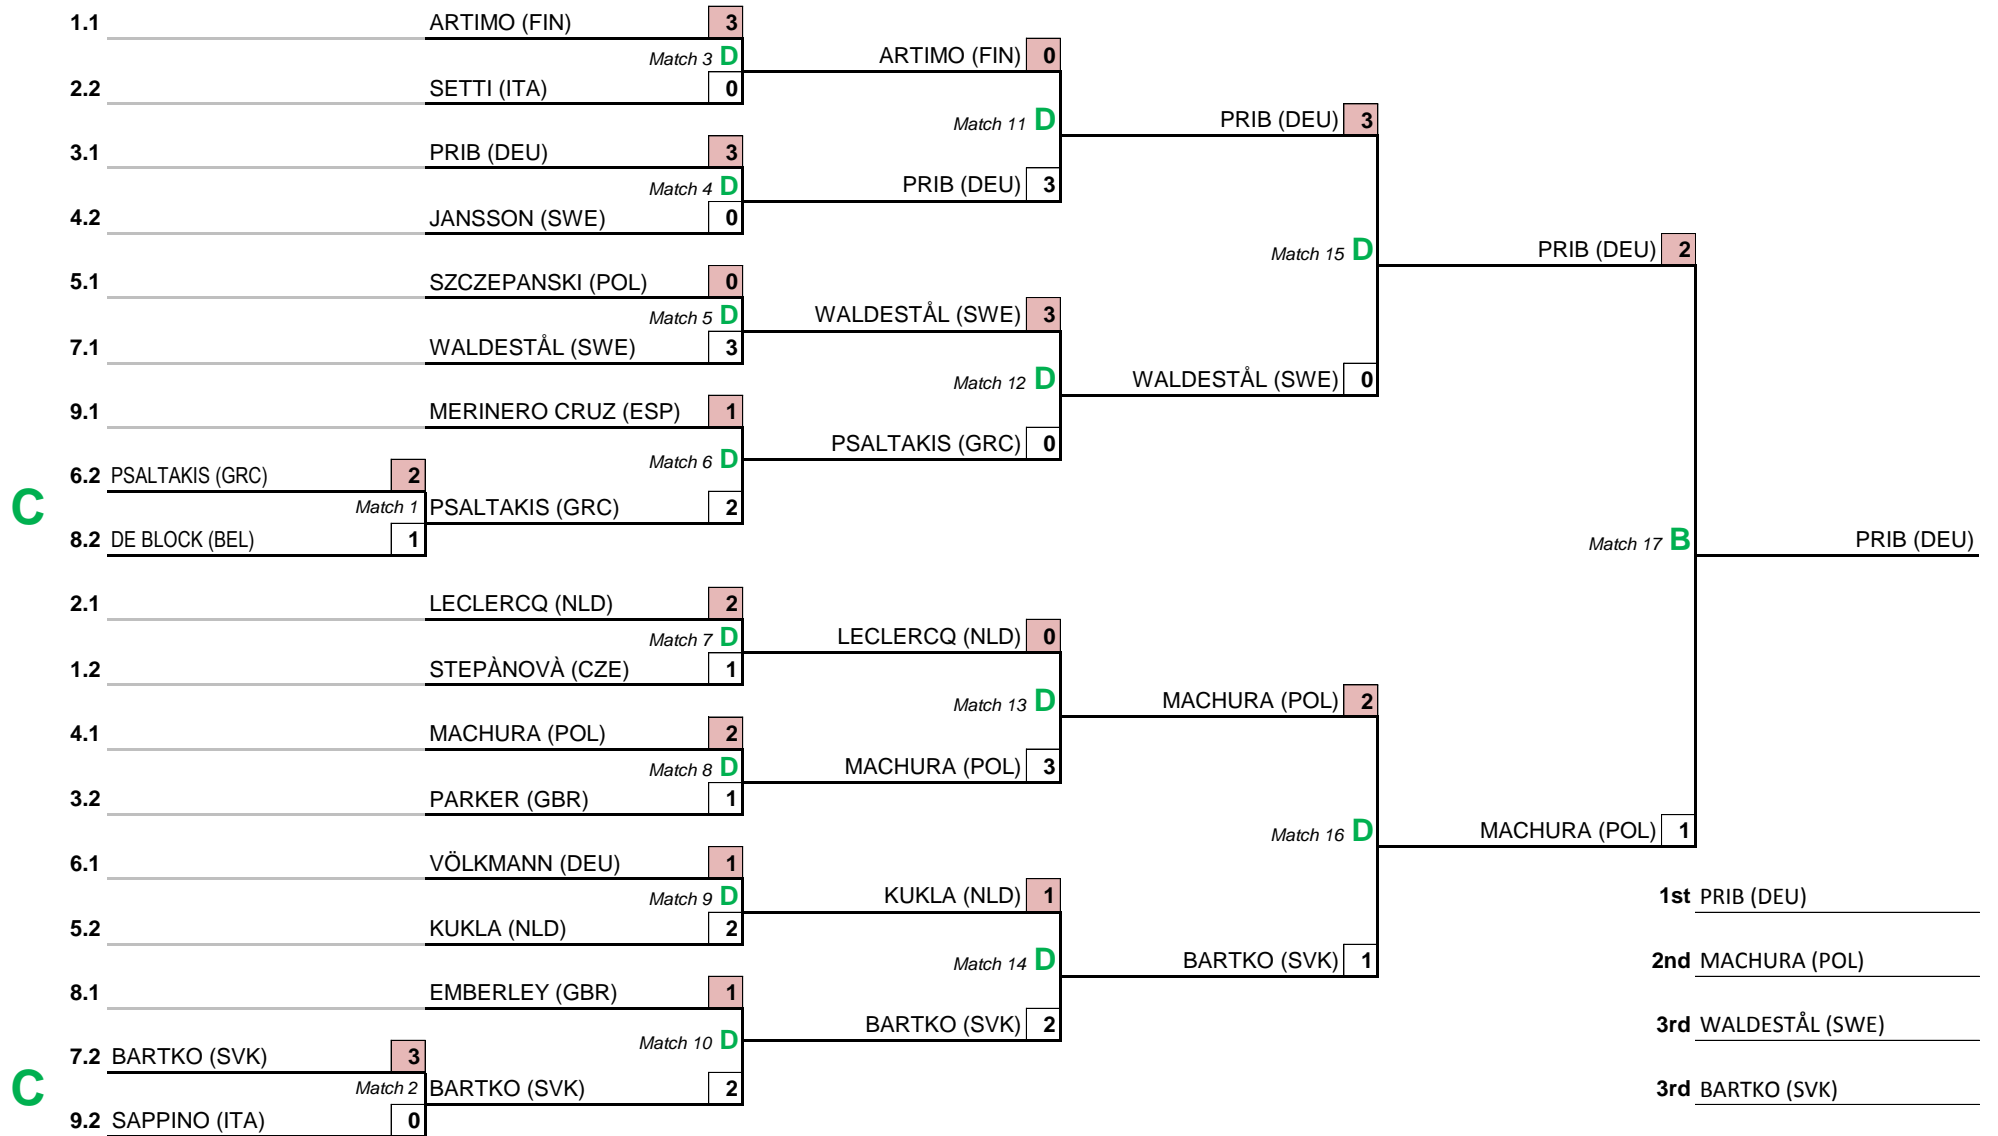 1.1 ARTIMO (FIN) 3
Match 3 D
ARTIMO (FIN) 0
2.2 SETTI (ITA) 0
Match 11 D
PRIB (DEU) 3
3.1 PRIB (DEU) 3
Match 4 D
PRIB (DEU) 3
4.2 JANSSON (SWE) 0
Match 15 D
PRIB (DEU) 2
5.1 SZCZEPANSKI (POL) 0
Match 5 D
WALDESTÅL (SWE) 3
7.1 WALDESTÅL (SWE) 3
Match 12 D
WALDESTÅL (SWE) 0
9.1 MERINERO CRUZ (ESP) 1
Match 6 D
PSALTAKIS (GRC) 0
6.2 PSALTAKIS (GRC) 2
C
Match 1
PSALTAKIS (GRC) 2
8.2 DE BLOCK (BEL) 1
Match 17 B
PRIB (DEU)
2.1 LECLERCQ (NLD) 2
Match 7 D
LECLERCQ (NLD) 0
1.2 STEPÀNOVÀ (CZE) 1
Match 13 D
MACHURA (POL) 2
4.1 MACHURA (POL) 2
Match 8 D
MACHURA (POL) 3
3.2 PARKER (GBR) 1
Match 16 D
MACHURA (POL) 1
6.1 VÖLKMANN (DEU) 1
Match 9 D
KUKLA (NLD) 1
1st PRIB (DEU)
5.2 KUKLA (NLD) 2
Match 14 D
BARTKO (SVK) 1
2nd MACHURA (POL)
8.1 EMBERLEY (GBR) 1
Match 10 D
BARTKO (SVK) 2
3rd WALDESTÅL (SWE)
7.2 BARTKO (SVK) 3
C
Match 2
BARTKO (SVK) 2
3rd BARTKO (SVK)
9.2 SAPPINO (ITA) 0